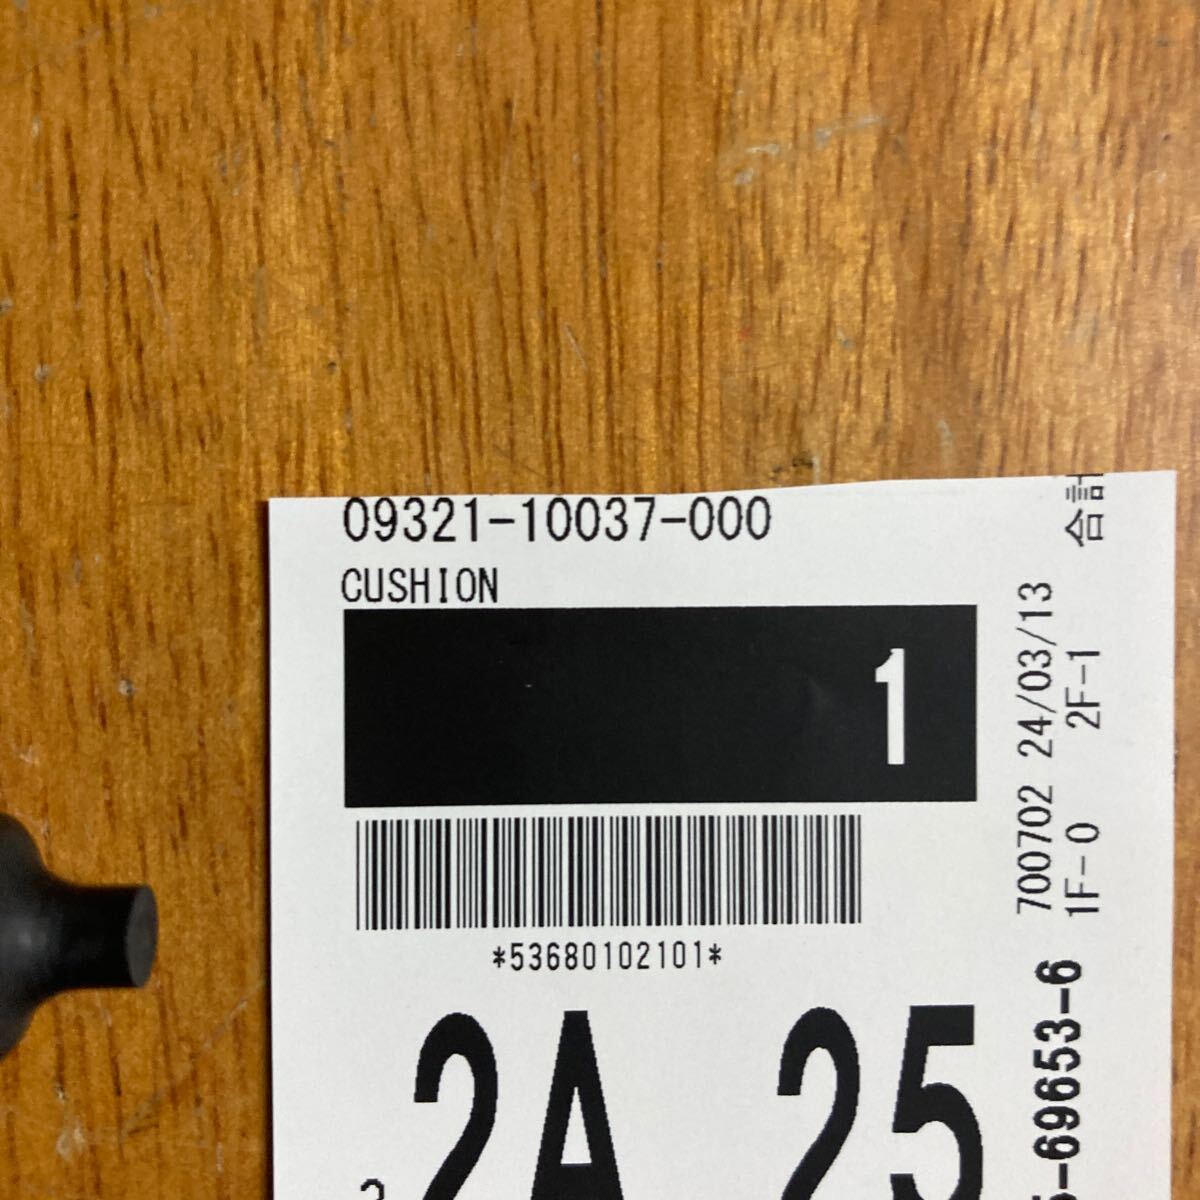 09321-10037-000
CUSHION
1
*53680102101*
2A 25
合計
700702 24/03/13
1F-0 2F-1
-69653-6